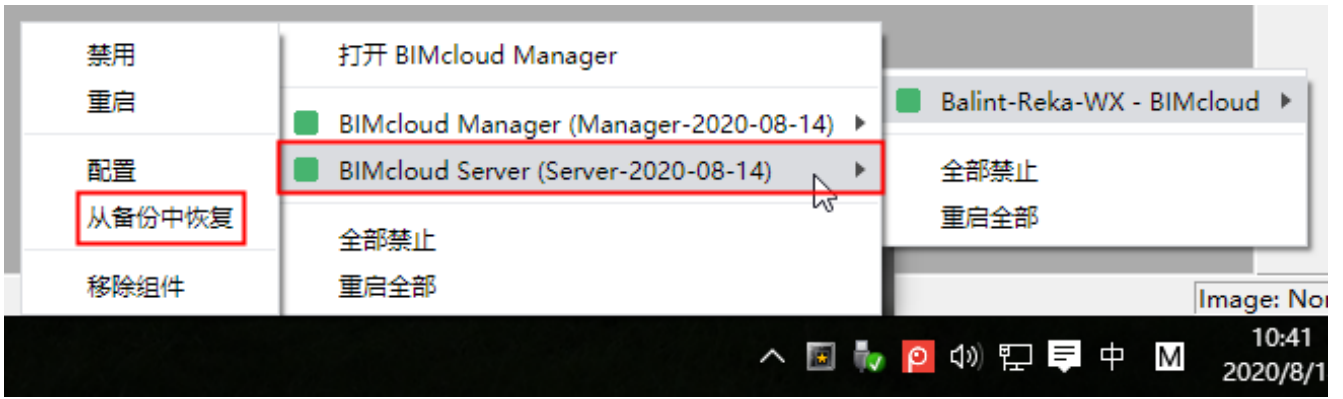 禁用
重启
配置
从备份中恢复
移除组件
打开 BIMcloud Manager
BIMcloud Manager (Manager-2020-08-14)
BIMcloud Server (Server-2020-08-14)
全部禁止
重启全部
Balint-Reka-WX - BIMcloud
全部禁止
重启全部
Image: Nor
中
M
10:41
2020/8/1